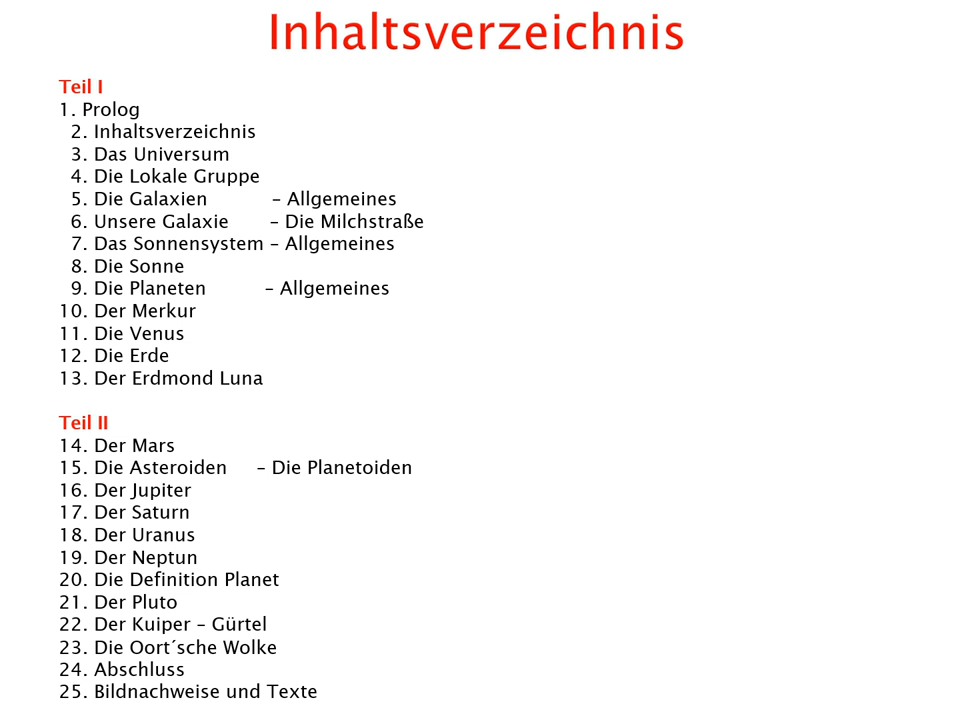 Inhaltsverzeichnis
Teil I
1. Prolog
2. Inhaltsverzeichnis
3. Das Universum
4. Die Lokale Gruppe
5. Die Galaxien – Allgemeines
6. Unsere Galaxie – Die Milchstraße
7. Das Sonnensystem – Allgemeines
8. Die Sonne
9. Die Planeten – Allgemeines
10. Der Merkur
11. Die Venus
12. Die Erde
13. Der Erdmond Luna
Teil II
14. Der Mars
15. Die Asteroiden – Die Planetoiden
16. Der Jupiter
17. Der Saturn
18. Der Uranus
19. Der Neptun
20. Die Definition Planet
21. Der Pluto
22. Der Kuiper – Gürtel
23. Die Oort´sche Wolke
24. Abschluss
25. Bildnachweise und Texte